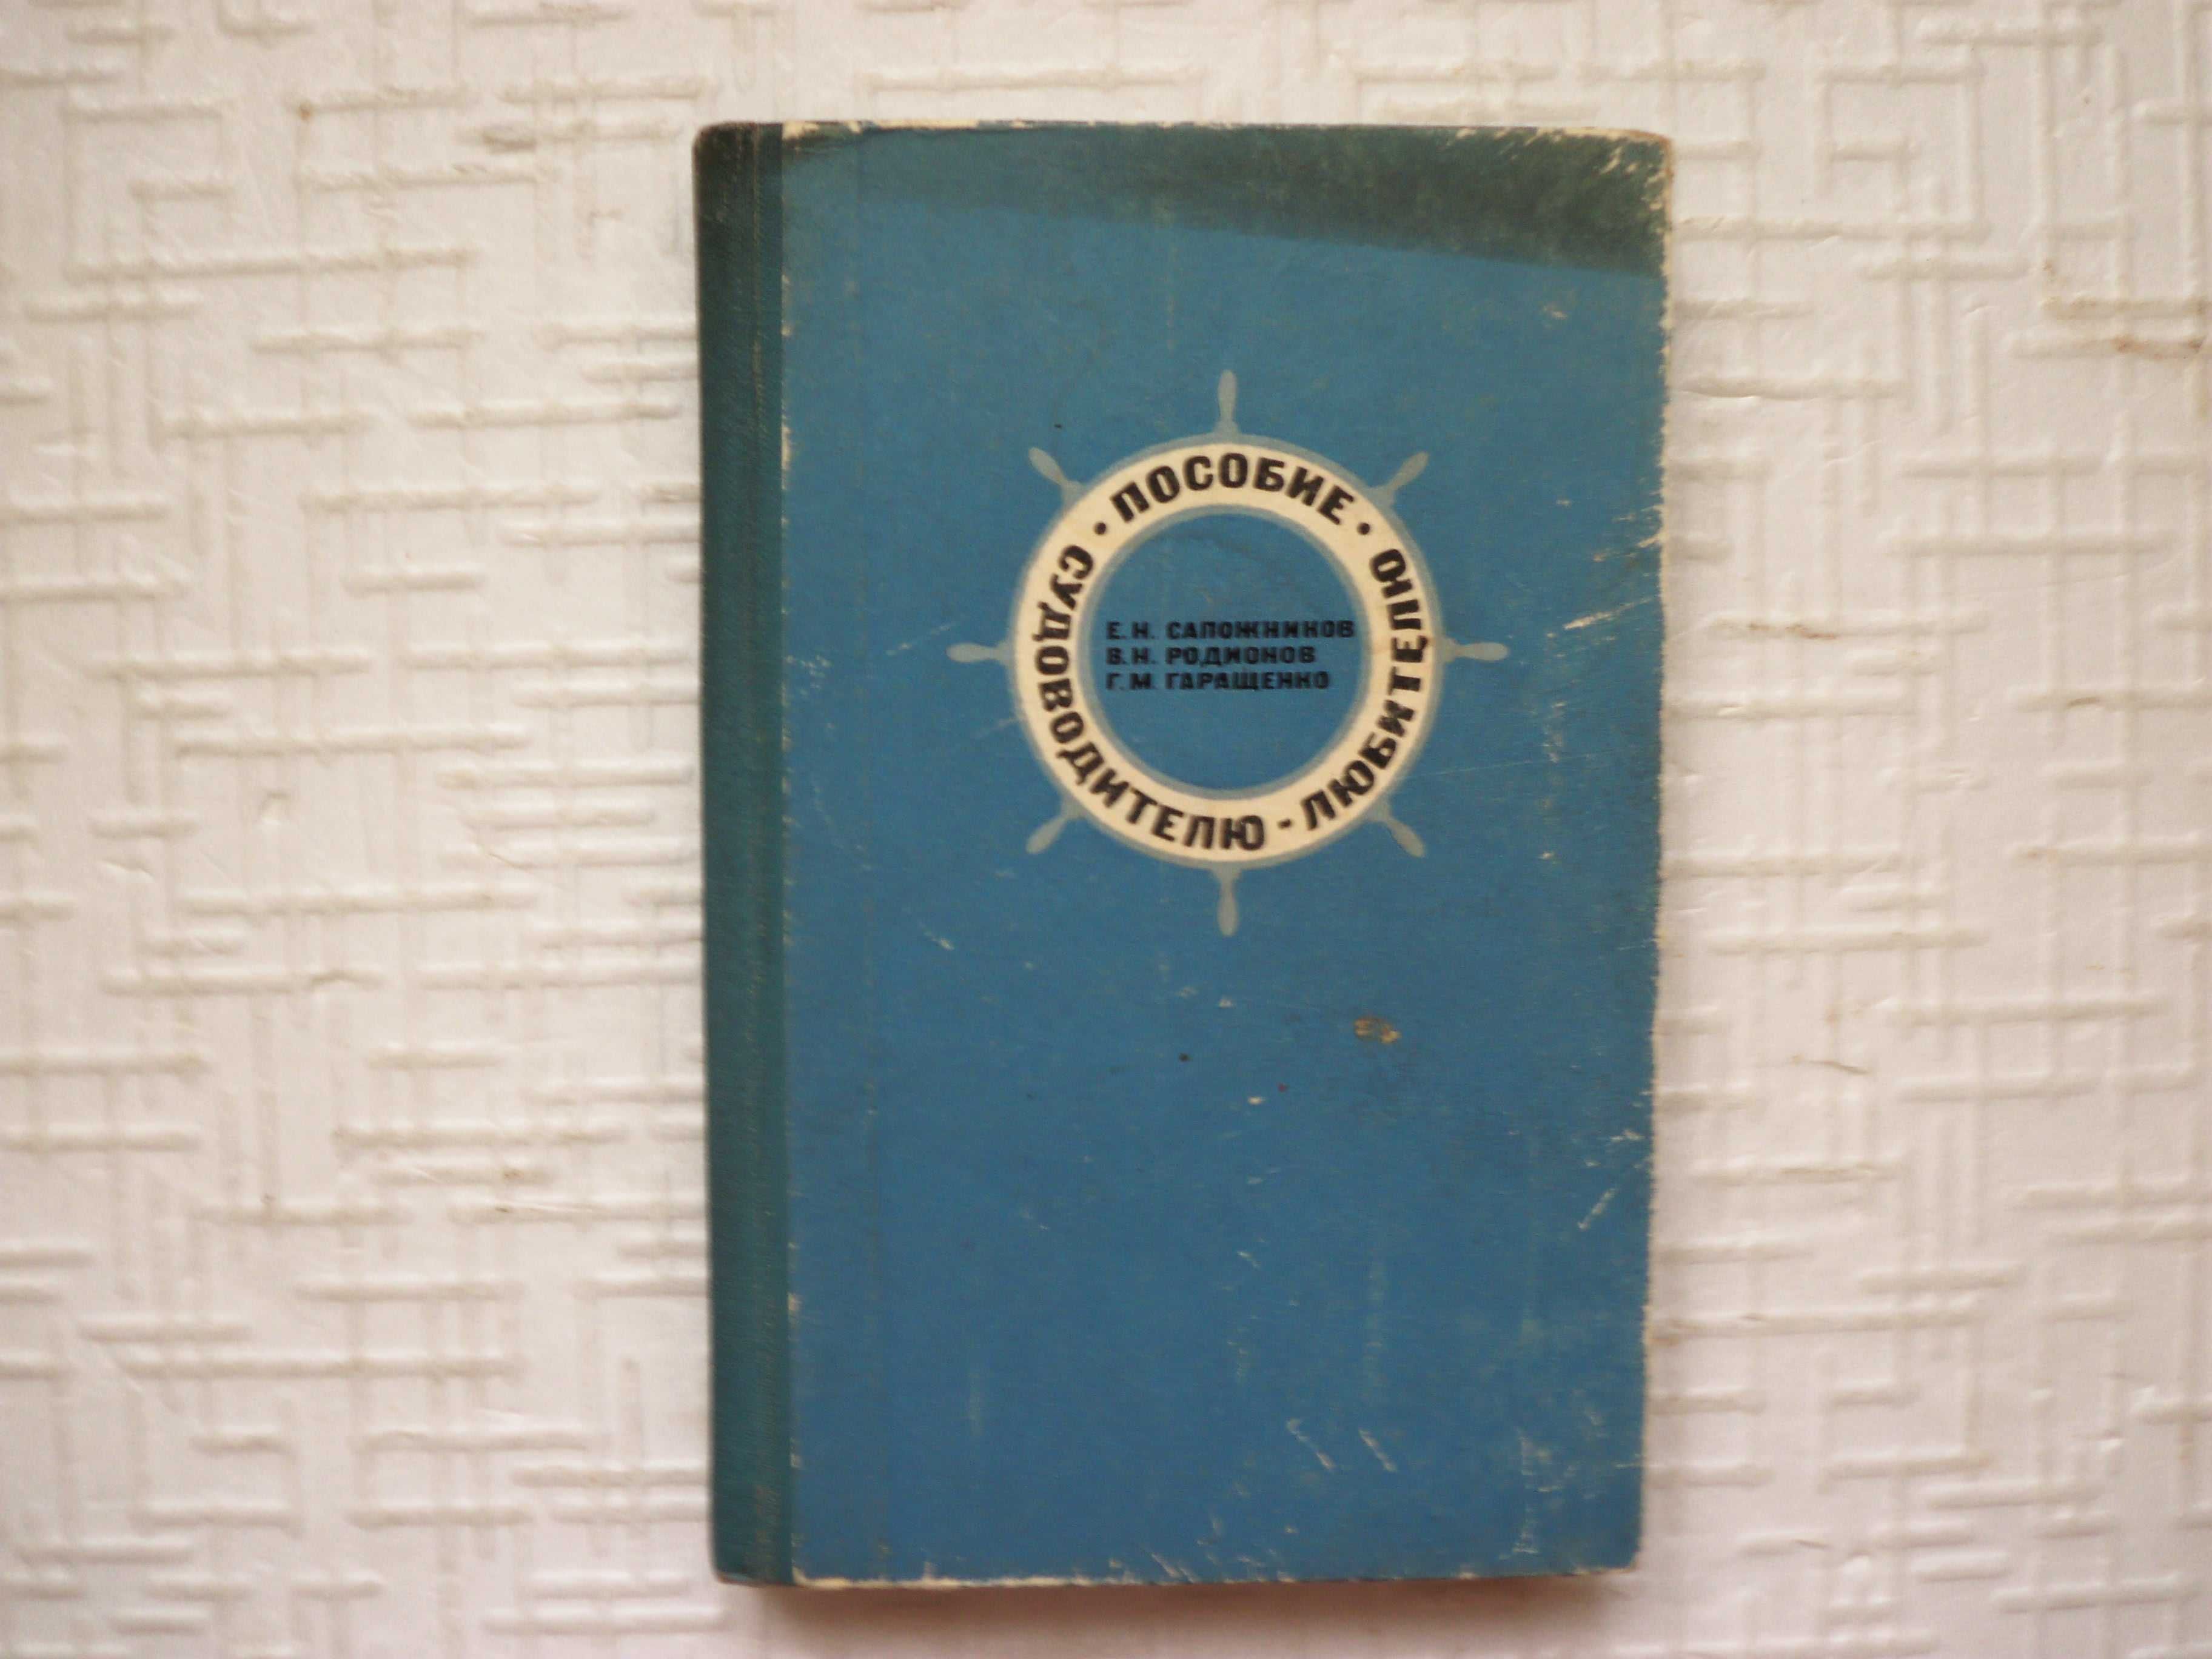 ПОСОБИЕ
СУДОВОДИТЕЛЮ-ЛЮБИТЕЛЮ
Е. Н. САПОЖНИКОВ
В. Н. РОДИОНОВ
Г. М. ГАРАЩЕНКО